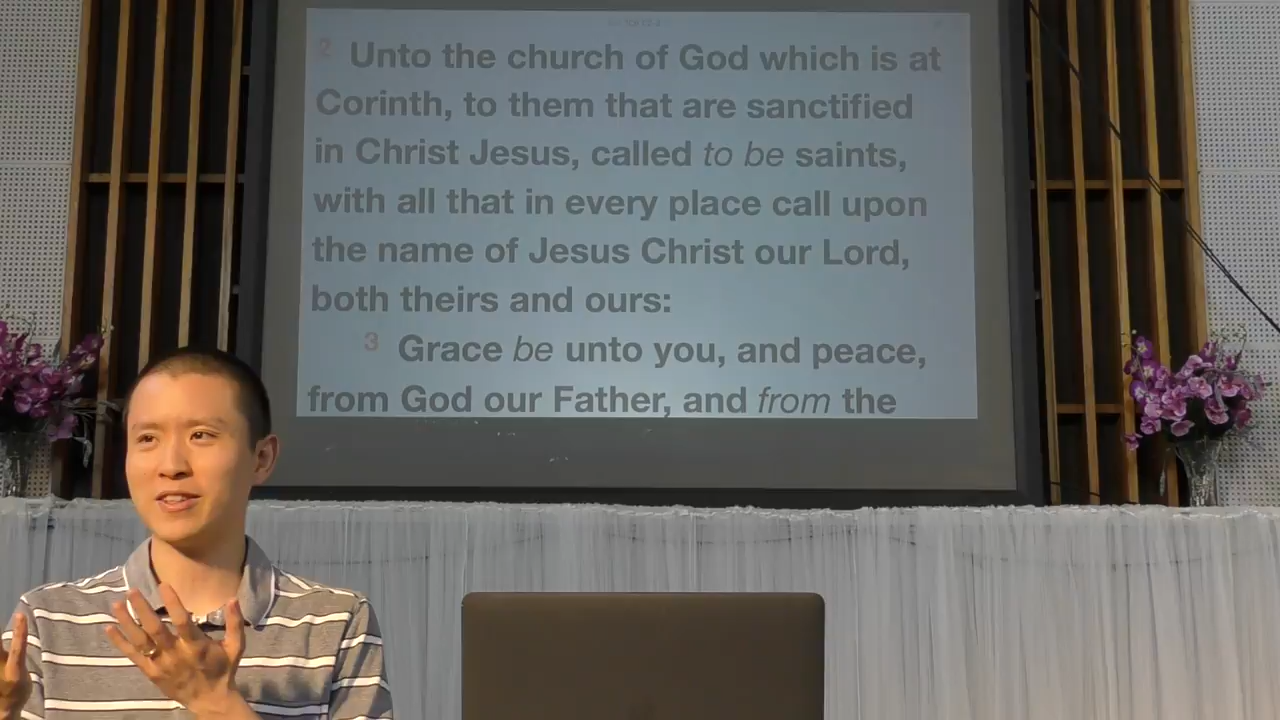 2 Unto the church of God which is at
Corinth, to them that are sanctified
in Christ Jesus, called to be saints,
with all that in every place call upon
the name of Jesus Christ our Lord,
both theirs and ours:
3 Grace be unto you, and peace,
from God our Father, and from the